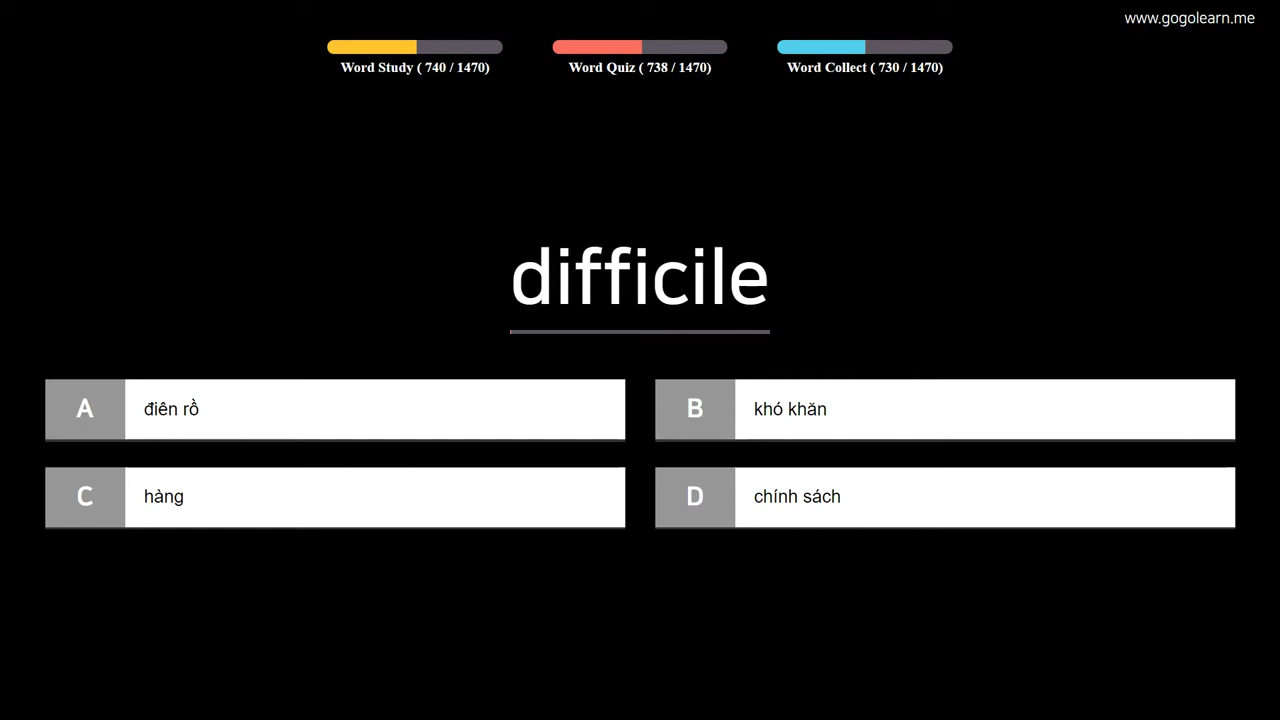 www.gogolearn.me
Word Study ( 740 / 1470)
Word Quiz ( 738 / 1470)
Word Collect ( 730 / 1470)
difficile
A điên rồ
B khó khăn
C hàng
D chính sách